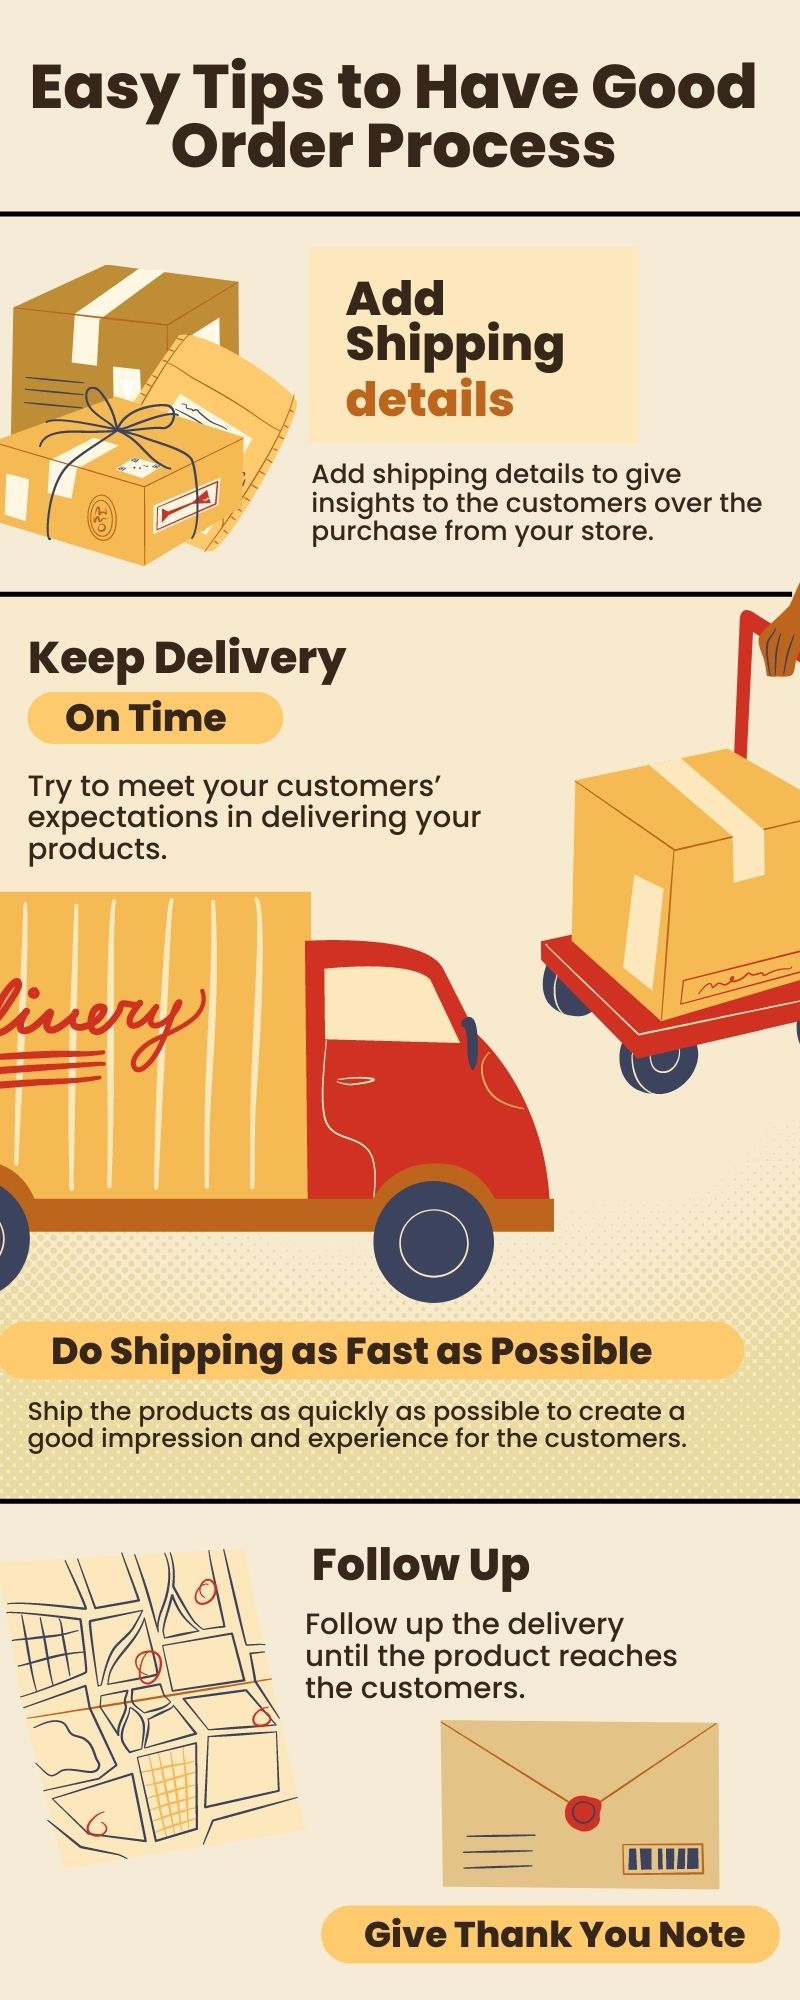 Easy Tips to Have Good
Order Process
Add
Shipping
details
Add shipping details to give
insights to the customers over the
purchase from your store.
Keep Delivery
On Time
Try to meet your customers’
expectations in delivering your
products.
livery
Do Shipping as Fast as Possible
Ship the products as quickly as possible to create a
good impression and experience for the customers.
Follow Up
Follow up the delivery
until the product reaches
the customers.
Give Thank You Note